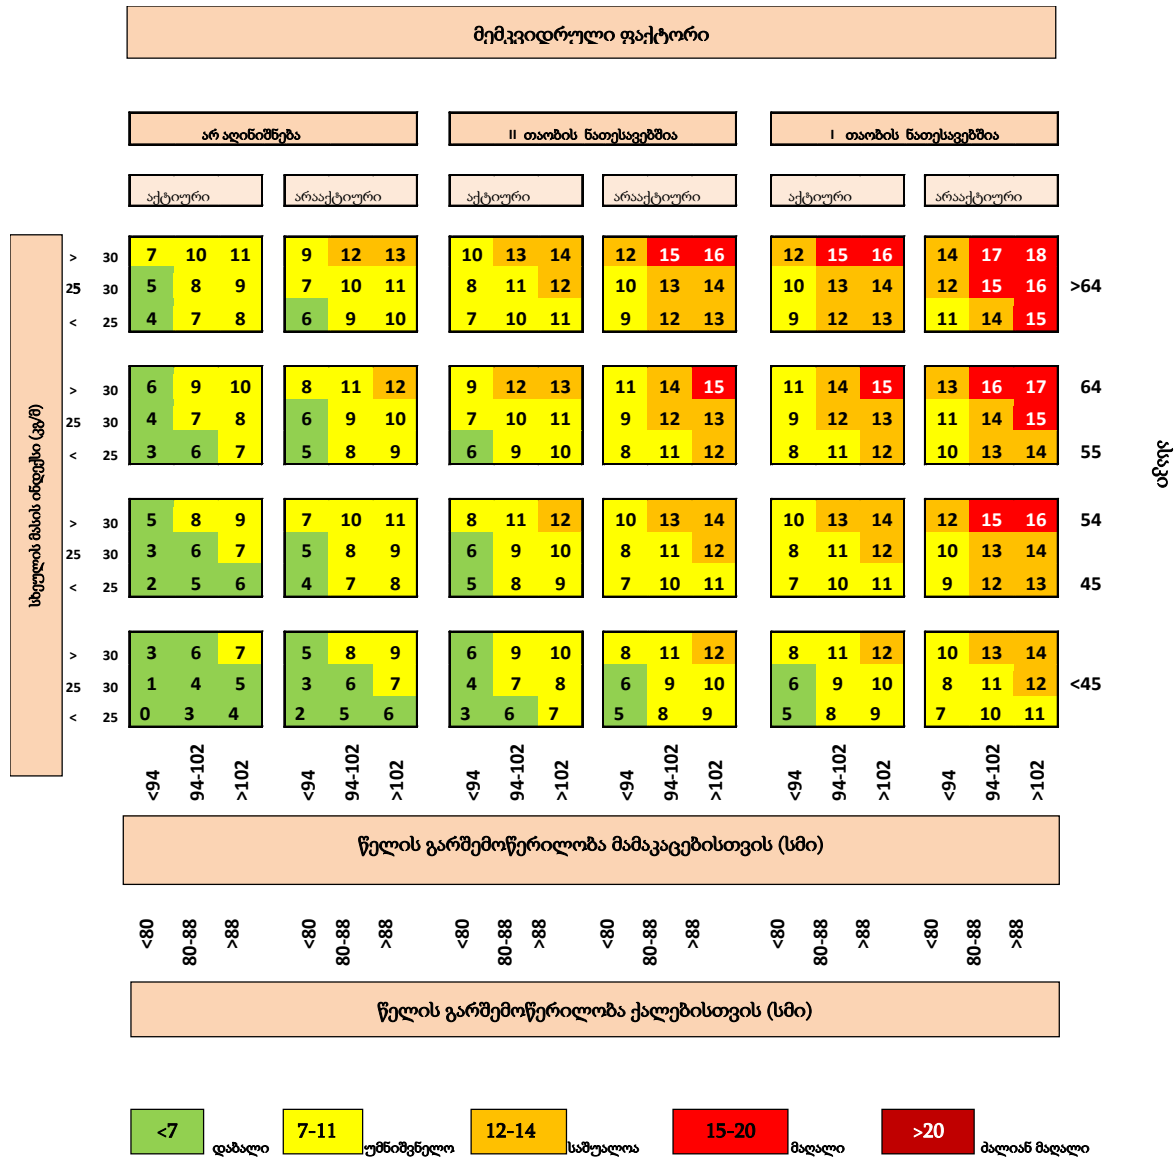 მემკვიდრული ფაქტორი
არ აღინიშნება II თაობის ნათესავებშია I თაობის ნათესავებშია
აქტიური არააქტიური აქტიური არააქტიური აქტიური არააქტიური
სხეულის მასის ინდექსი (კგ/მ)
> 30 7 10 11 9 12 13 10 13 14 12 15 16 12 15 16 14 17 18
25 30 5 8 9 7 10 11 8 11 12 10 13 14 10 13 14 12 15 16 >64
< 25 4 7 8 6 9 10 7 10 11 9 12 13 9 12 13 11 14 15
> 30 6 9 10 8 11 12 9 12 13 11 14 15 11 14 15 13 16 17 64
25 30 4 7 8 6 9 10 7 10 11 9 12 13 9 12 13 11 14 15
< 25 3 6 7 5 8 9 6 9 10 8 11 12 8 11 12 10 13 14 55
ასაკი
> 30 5 8 9 7 10 11 8 11 12 10 13 14 10 13 14 12 15 16 54
25 30 3 6 7 5 8 9 6 9 10 8 11 12 8 11 12 10 13 14
< 25 2 5 6 4 7 8 5 8 9 7 10 11 7 10 11 9 12 13 45
> 30 3 6 7 5 8 9 6 9 10 8 11 12 8 11 12 10 13 14
25 30 1 4 5 3 6 7 4 7 8 6 9 10 6 9 10 8 11 12 <45
< 25 0 3 4 2 5 6 3 6 7 5 8 9 5 8 9 7 10 11
<94 94-102 >102 <94 94-102 >102 <94 94-102 >102 <94 94-102 >102 <94 94-102 >102 <94 94-102 >102
წელის გარშემოწერილობა მამაკაცებისთვის (სმი)
<80 80-88 >88 <80 80-88 >88 <80 80-88 >88 <80 80-88 >88 <80 80-88 >88 <80 80-88 >88
წელის გარშემოწერილობა ქალებისთვის (სმი)
<7 დაბალი 7-11 უმნიშვნელო 12-14 საშუალოა 15-20 მაღალი >20 ძალიან მაღალი